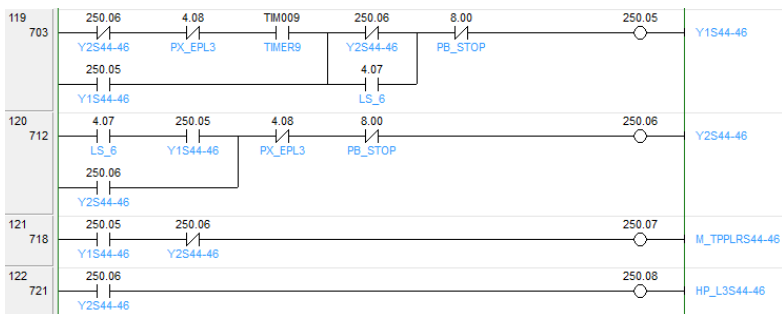 119
703
250.06 4.08 TIM009 250.06 8.00 250.05
Y2S44-46 PX_EPL3 TIMER9 Y2S44-46 PB_STOP Y1S44-46
250.05 4.07
Y1S44-46 LS_6
120
712
4.07 250.05 4.08 8.00 250.06
LS_6 Y1S44-46 PX_EPL3 PB_STOP Y2S44-46
250.06
Y2S44-46
121
718
250.05 250.06 250.07
Y1S44-46 Y2S44-46 M_TPPLRS44-46
122
721
250.06 250.08
Y2S44-46 HP_L3S44-46